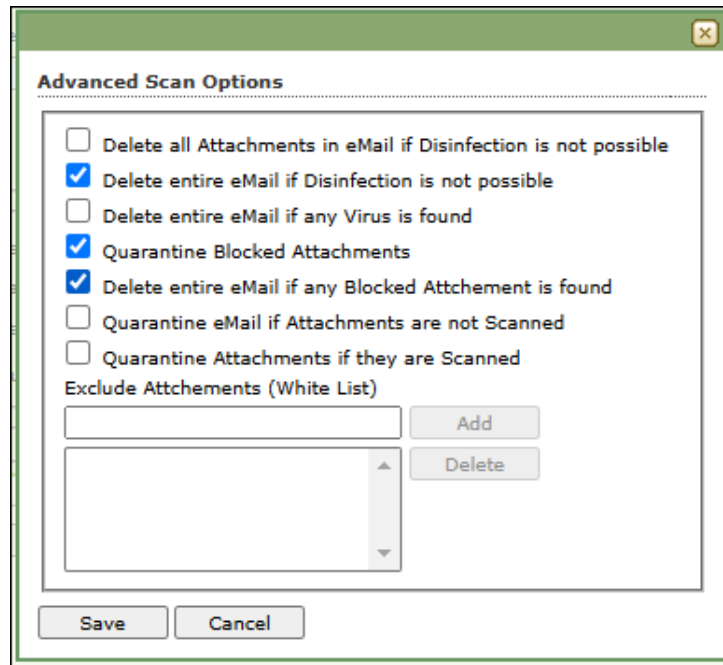 Advanced Scan Options
Delete all Attachments in eMail if Disinfection is not possible
Delete entire eMail if Disinfection is not possible
Delete entire eMail if any Virus is found
Quarantine Blocked Attachments
Delete entire eMail if any Blocked Attchement is found
Quarantine eMail if Attachments are not Scanned
Quarantine Attachments if they are Scanned
Exclude Attchements (White List)
Add
Delete
Save Cancel